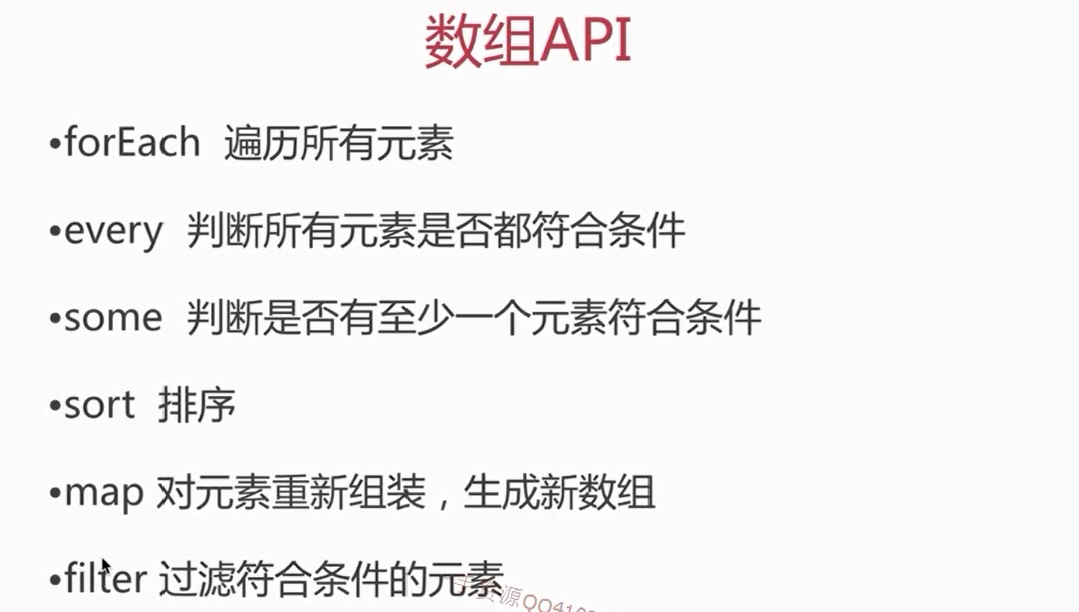 数组API
•forEach 遍历所有元素
•every 判断所有元素是否都符合条件
•some 判断是否有至少一个元素符合条件
•sort 排序
•map 对元素重新组装，生成新数组
•filter 过滤符合条件的元素
资源QQ410